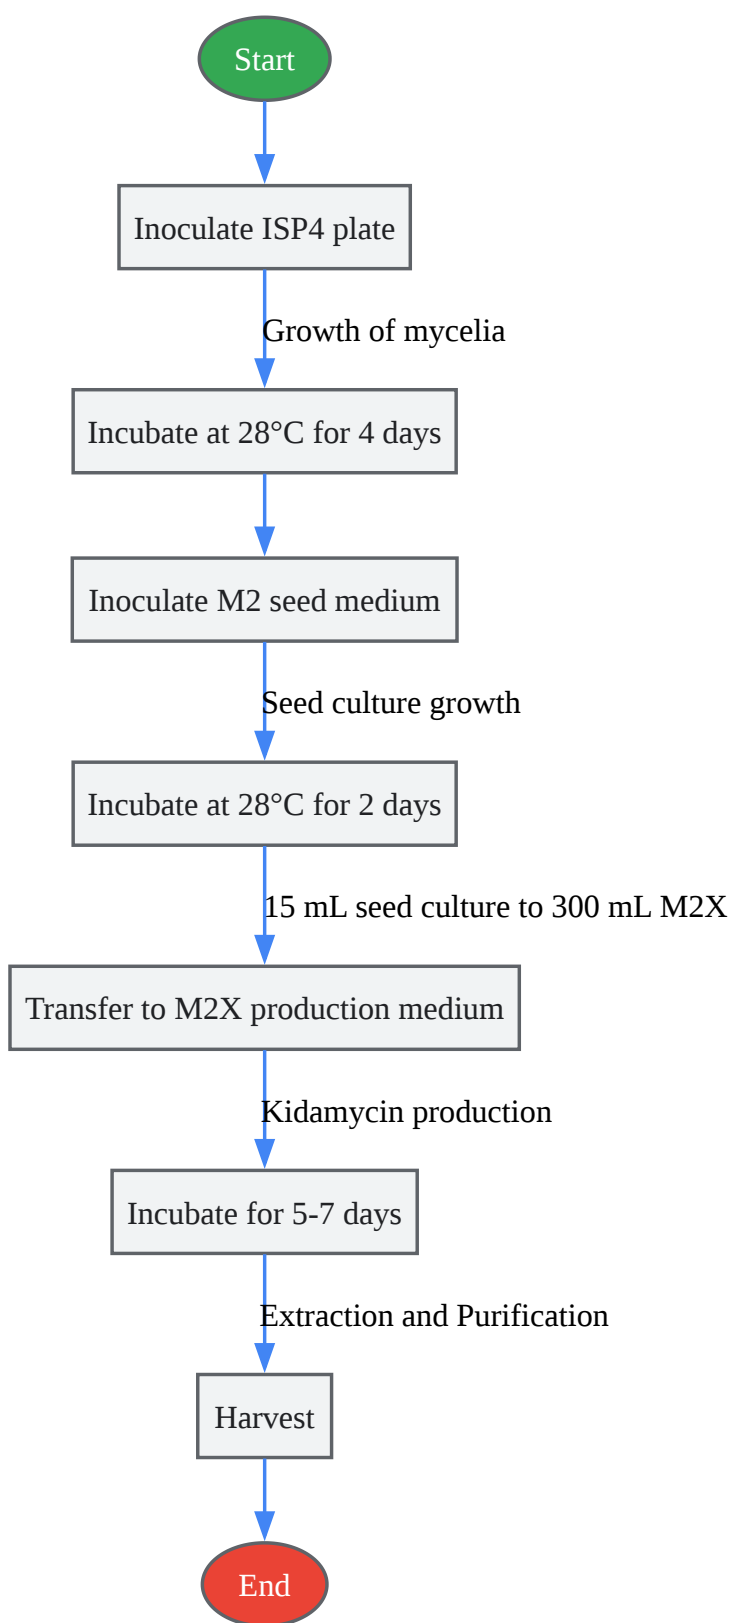 Start
Inoculate ISP4 plate
Growth of mycelia
Incubate at 28°C for 4 days
Inoculate M2 seed medium
Seed culture growth
Incubate at 28°C for 2 days
15 mL seed culture to 300 mL M2X
Transfer to M2X production medium
Kidamycin production
Incubate for 5-7 days
Extraction and Purification
Harvest
End